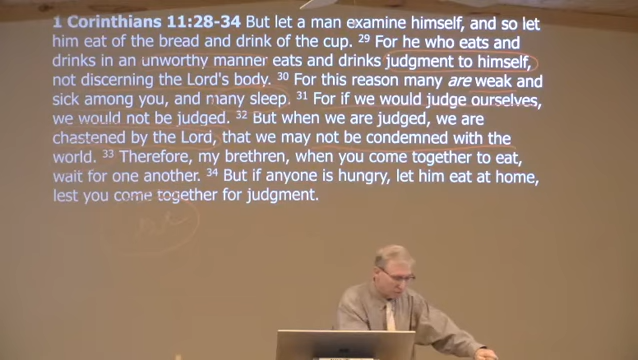 1 Corinthians 11:28-34 But let a man examine himself, and so let
him eat of the bread and drink of the cup. 29 For he who eats and
drinks in an unworthy manner eats and drinks judgment to himself,
not discerning the Lord's body. 30 For this reason many are weak and
sick among you, and many sleep. 31 For if we would judge ourselves,
we would not be judged. 32 But when we are judged, we are
chastened by the Lord, that we may not be condemned with the
world. 33 Therefore, my brethren, when you come together to eat,
wait for one another. 34 But if anyone is hungry, let him eat at home,
lest you come together for judgment.